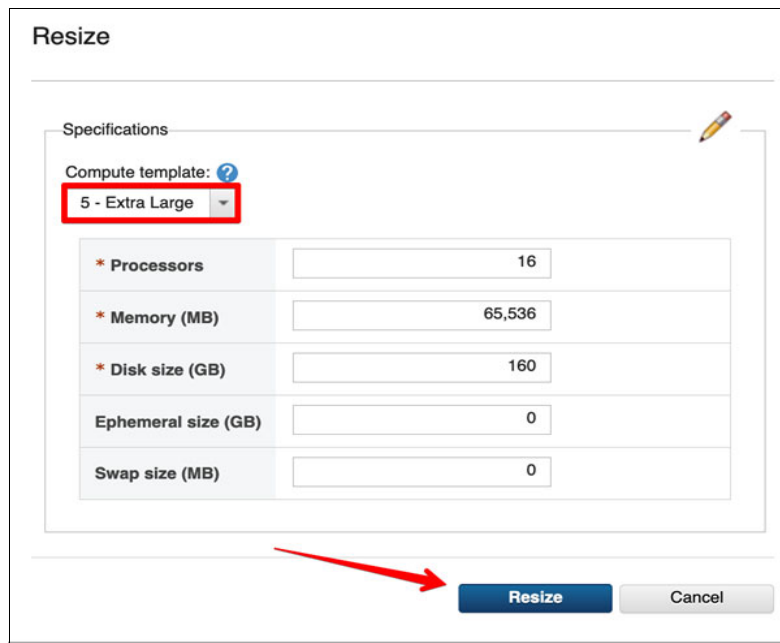 Resize
Specifications
Compute template: ?
5 - Extra Large
* Processors 16
* Memory (MB) 65,536
* Disk size (GB) 160
Ephemeral size (GB) 0
Swap size (MB) 0
Resize Cancel